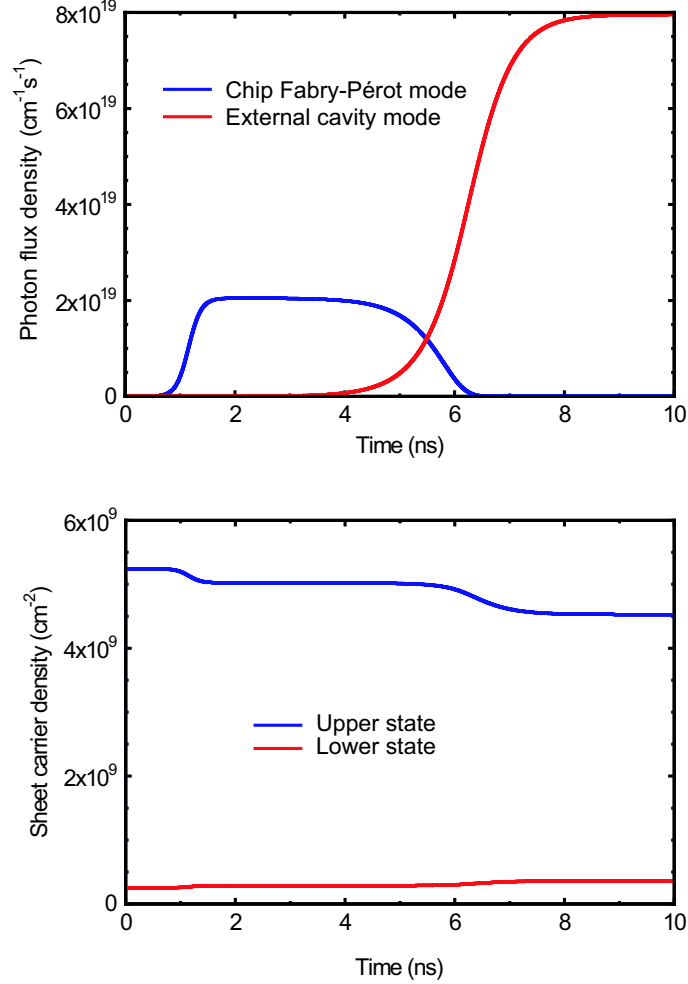 8x10¹⁹
6x10¹⁹
4x10¹⁹
2x10¹⁹
0
Photon flux density (cm⁻¹s⁻¹)
Chip Fabry-Pérot mode
External cavity mode
0 2 4 6 8 10
Time (ns)
6x10⁹
4x10⁹
2x10⁹
0
Sheet carrier density (cm⁻²)
Upper state
Lower state
0 2 4 6 8 10
Time (ns)